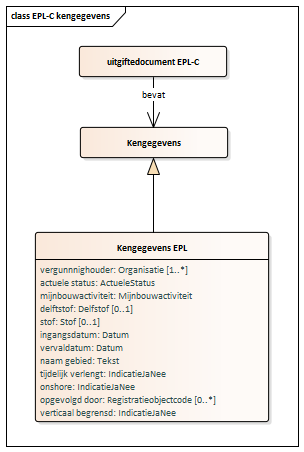 class EPL-C kengegevens
uitgiftedocument EPL-C
bevat
Kengegevens
Kengegevens EPL
vergunnnighouder: Organisatie [1..*]
actuele status: ActueleStatus
mijnbouwactiviteit: Mijnbouwactiviteit
delftstof: Delfstof [0..1]
stof: Stof [0..1]
ingangsdatum: Datum
vervaldatum: Datum
naam gebied: Tekst
tijdelijk verlengt: IndicatieJaNee
onshore: IndicatieJaNee
opgevolgd door: Registratieobjectcode [0..*]
verticaal begrensd: IndicatieJaNee